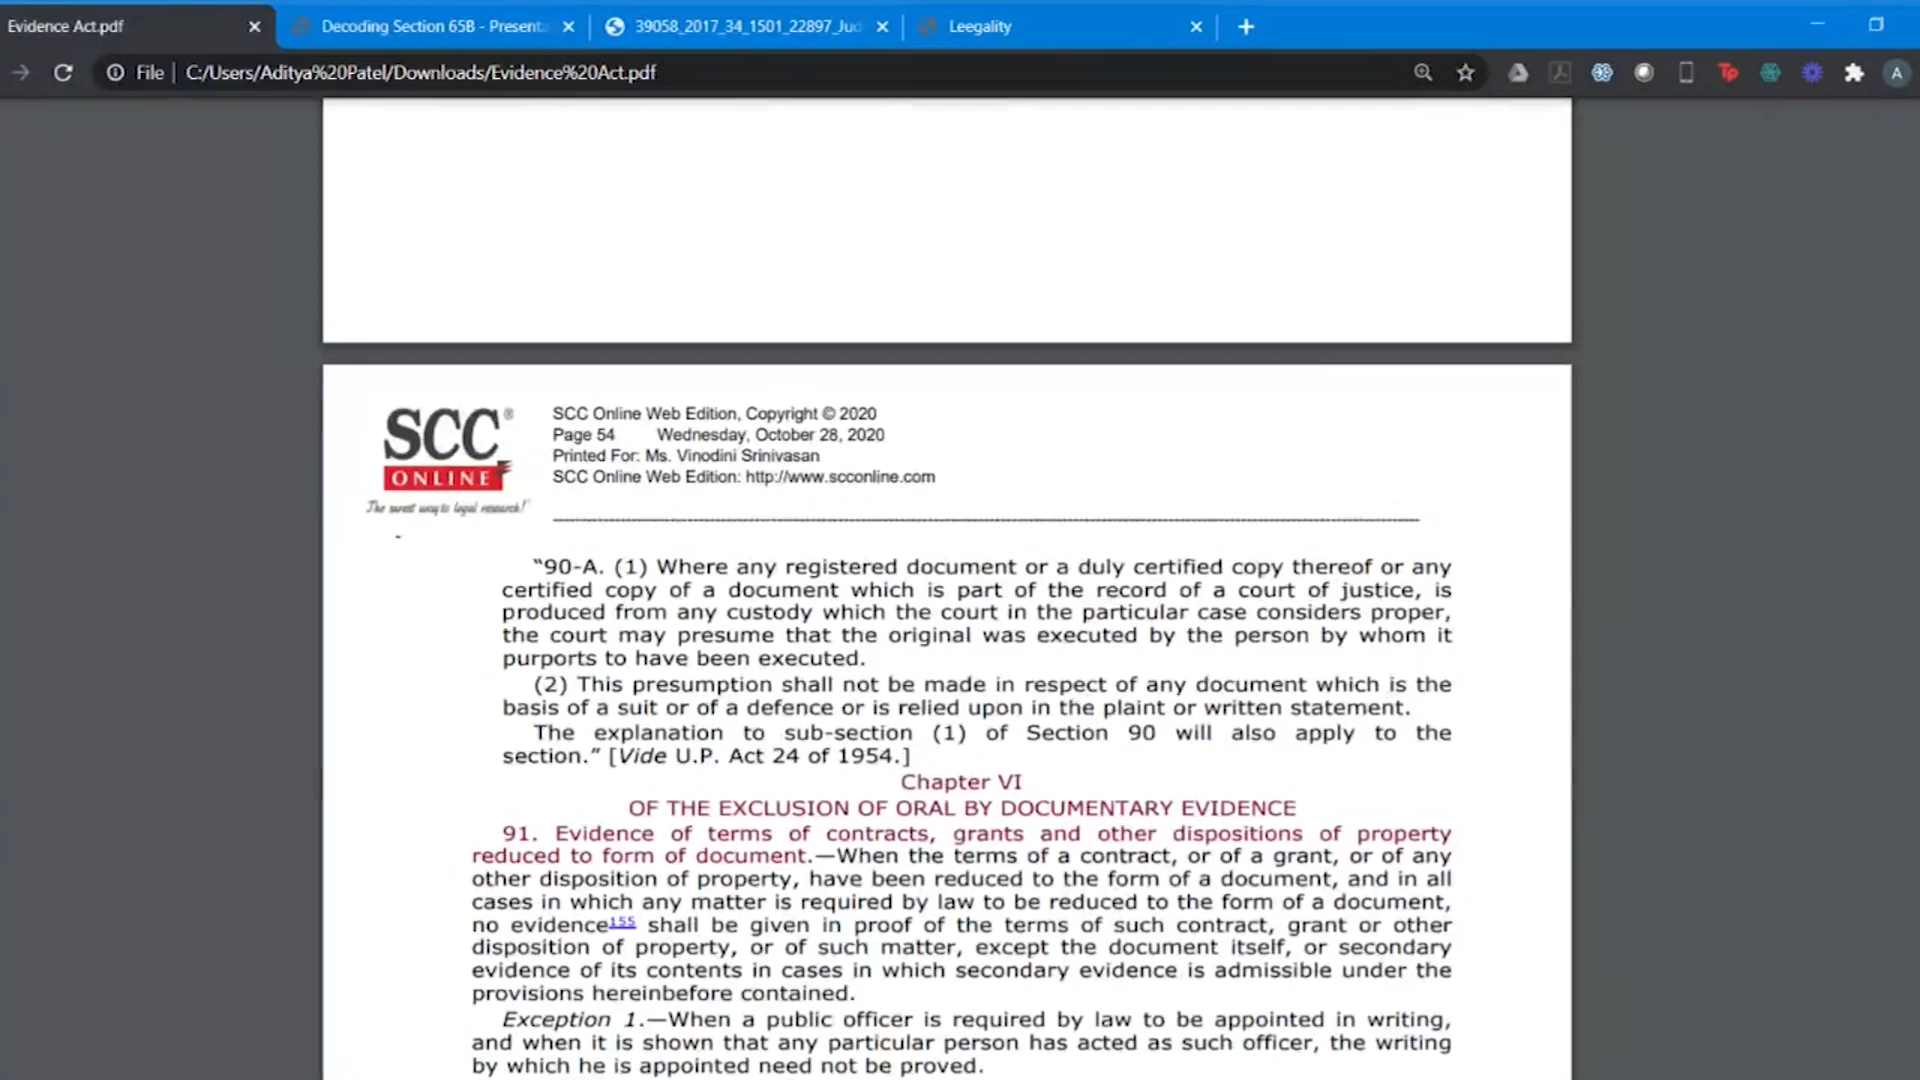 Evidence Act.pdf
Decoding Section 65B - Presenta
39058_2017_34_1501_22897_Jud
Leegality
File
C:/Users/Aditya%20Patel/Downloads/Evidence%20Act.pdf
Tp
A
SCC®
ONLINE
The surest way to legal research!
SCC Online Web Edition, Copyright © 2020
Page 54 Wednesday, October 28, 2020
Printed For: Ms. Vinodini Srinivasan
SCC Online Web Edition: http://www.scconline.com
“90-A. (1) Where any registered document or a duly certified copy thereof or any
certified copy of a document which is part of the record of a court of justice, is
produced from any custody which the court in the particular case considers proper,
the court may presume that the original was executed by the person by whom it
purports to have been executed.
(2) This presumption shall not be made in respect of any document which is the
basis of a suit or of a defence or is relied upon in the plaint or written statement.
The explanation to sub-section (1) of Section 90 will also apply to the
section.” [Vide U.P. Act 24 of 1954.]
Chapter VI
OF THE EXCLUSION OF ORAL BY DOCUMENTARY EVIDENCE
91. Evidence of terms of contracts, grants and other dispositions of property
reduced to form of document.—When the terms of a contract, or of a grant, or of any
other disposition of property, have been reduced to the form of a document, and in all
cases in which any matter is required by law to be reduced to the form of a document,
no evidence155 shall be given in proof of the terms of such contract, grant or other
disposition of property, or of such matter, except the document itself, or secondary
evidence of its contents in cases in which secondary evidence is admissible under the
provisions hereinbefore contained.
Exception 1.—When a public officer is required by law to be appointed in writing,
and when it is shown that any particular person has acted as such officer, the writing
by which he is appointed need not be proved.